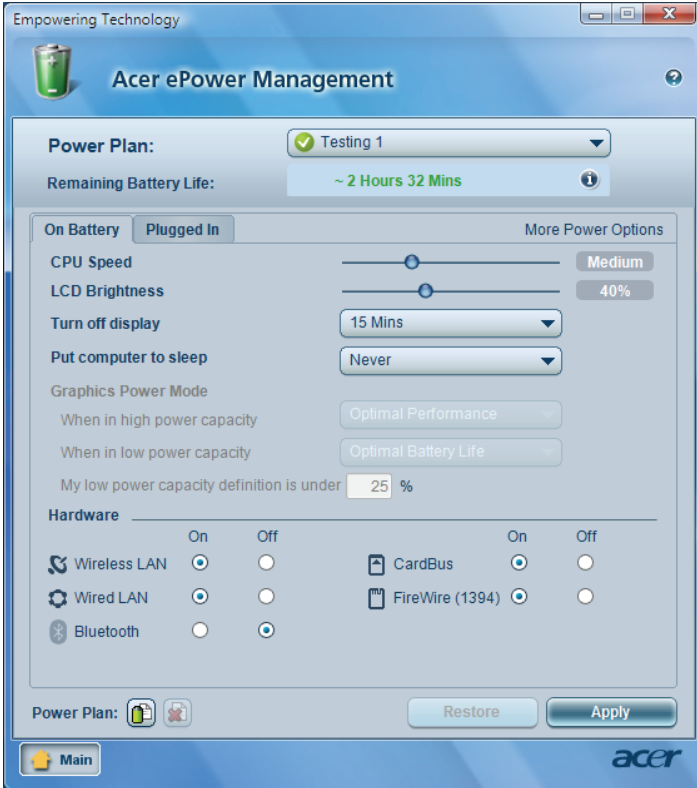 Empowering Technology
Acer ePower Management
Power Plan: Testing 1
Remaining Battery Life: ~ 2 Hours 32 Mins
On Battery Plugged In More Power Options
CPU Speed Medium
LCD Brightness 40%
Turn off display 15 Mins
Put computer to sleep Never
Graphics Power Mode
When in high power capacity Optimal Performance
When in low power capacity Optimal Battery Life
My low power capacity definition is under 25 %
Hardware
On Off On Off
Wireless LAN CardBus
Wired LAN FireWire (1394)
Bluetooth
Power Plan: Restore Apply
Main acer